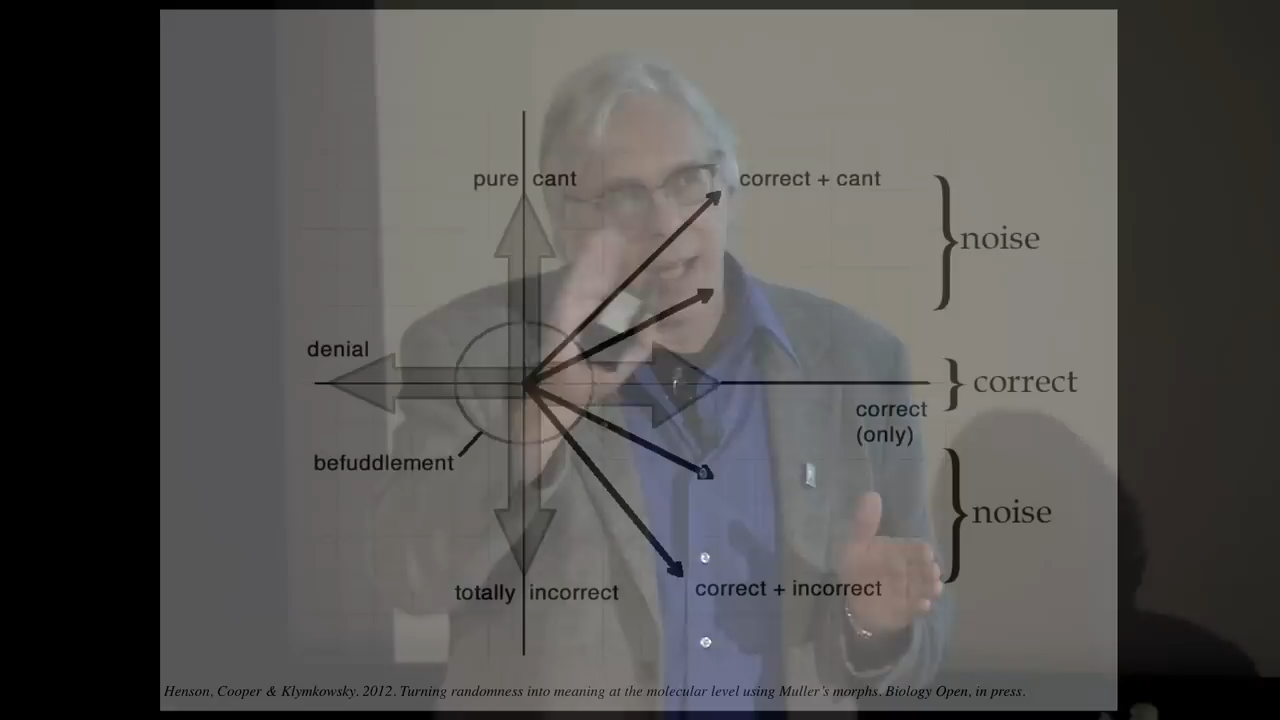 pure cant
correct + cant
noise
denial
correct
correct
(only)
befuddlement
noise
totally incorrect
correct + incorrect
Henson, Cooper & Klymkowsky. 2012. Turning randomness into meaning at the molecular level using Muller's morphs. Biology Open, in press.